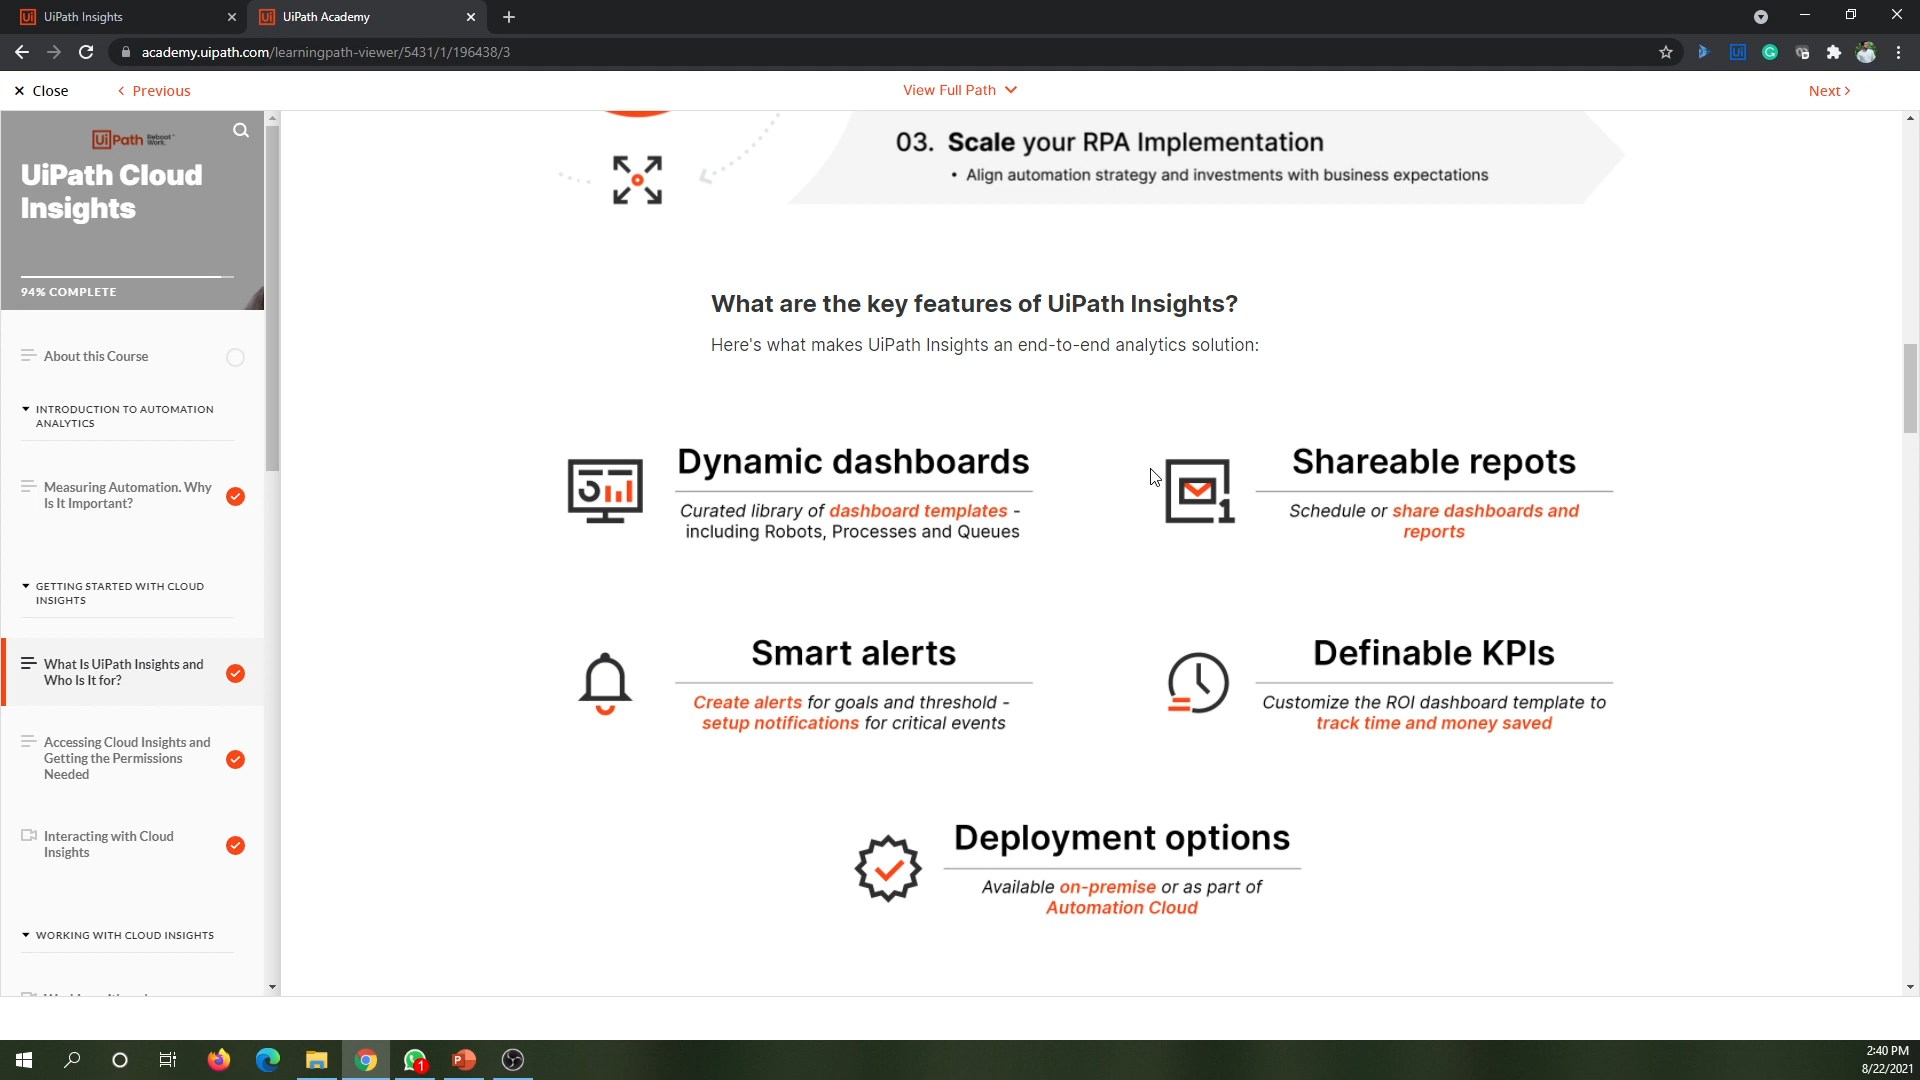 UiPath Insights
UiPath Academy
academy.uipath.com/learningpath-viewer/5431/1/196438/3
Close
Previous
View Full Path
Next
UiPath Reboot Work.
UiPath Cloud
Insights
94% COMPLETE
About this Course
INTRODUCTION TO AUTOMATION
ANALYTICS
Measuring Automation. Why
Is It Important?
GETTING STARTED WITH CLOUD
INSIGHTS
What Is UiPath Insights and
Who Is It for?
Accessing Cloud Insights and
Getting the Permissions
Needed
Interacting with Cloud
Insights
WORKING WITH CLOUD INSIGHTS
03. Scale your RPA Implementation
• Align automation strategy and investments with business expectations
What are the key features of UiPath Insights?
Here's what makes UiPath Insights an end-to-end analytics solution:
Dynamic dashboards
Curated library of dashboard templates -
including Robots, Processes and Queues
1
Shareable repots
Schedule or share dashboards and
reports
Smart alerts
Create alerts for goals and threshold -
setup notifications for critical events
Definable KPIs
Customize the ROI dashboard template to
track time and money saved
Deployment options
Available on-premise or as part of
Automation Cloud
1
2:40 PM
8/22/2021